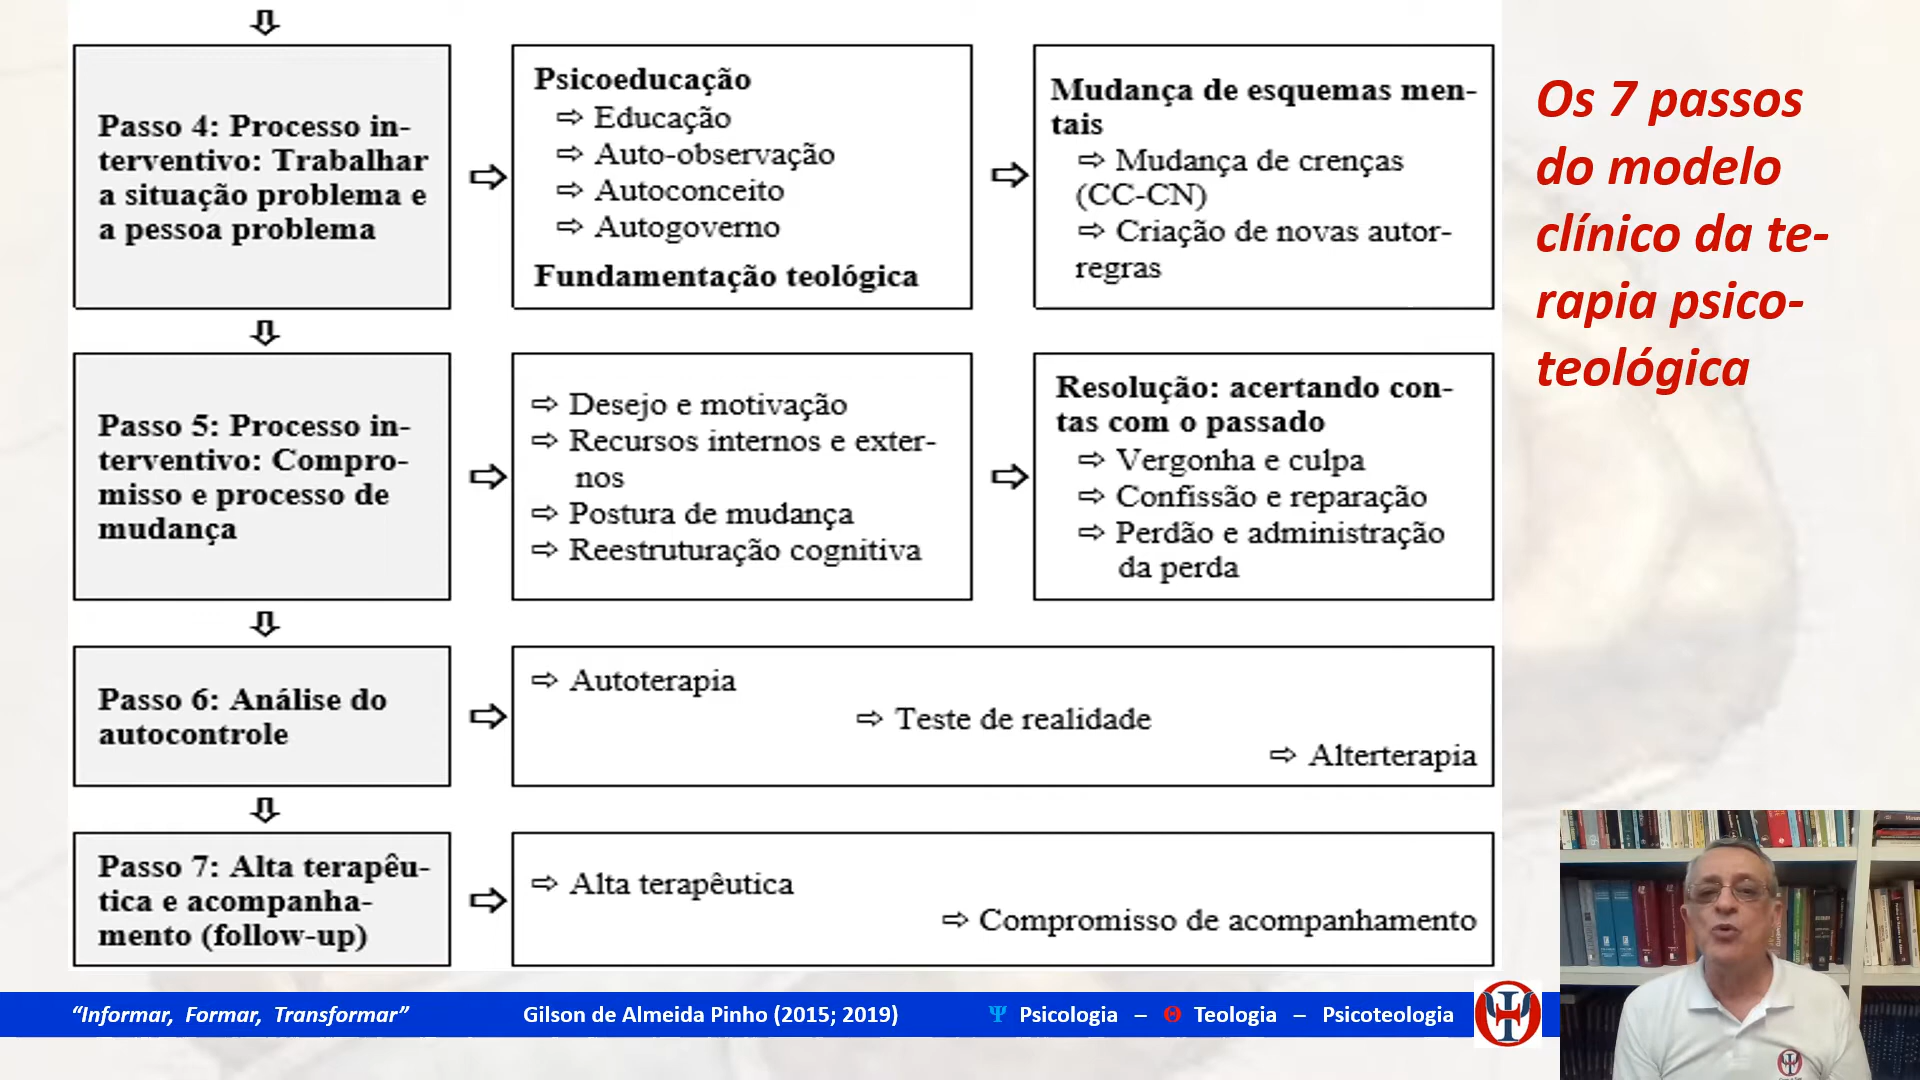 Passo 4: Processo in-
terventivo: Trabalhar
a situação problema e
a pessoa problema
Psicoeducação
⇨ Educação
⇨ Auto-observação
⇨ Autoconceito
⇨ Autogoverno
Fundamentação teológica
Mudança de esquemas men-
tais
⇨ Mudança de crenças
(CC-CN)
⇨ Criação de novas autor-
regras
Os 7 passos
do modelo
clínico da te-
rapia psico-
teológica
Passo 5: Processo in-
terventivo: Compro-
misso e processo de
mudança
⇨ Desejo e motivação
⇨ Recursos internos e exter-
nos
⇨ Postura de mudança
⇨ Reestruturação cognitiva
Resolução: acertando con-
tas com o passado
⇨ Vergonha e culpa
⇨ Confissão e reparação
⇨ Perdão e administração
da perda
Passo 6: Análise do
autocontrole
⇨ Autoterapia
⇨ Teste de realidade
⇨ Alterterapia
Passo 7: Alta terapêu-
tica e acompanha-
mento (follow-up)
⇨ Alta terapêutica
⇨ Compromisso de acompanhamento
“Informar, Formar, Transformar”
Gilson de Almeida Pinho (2015; 2019)
Ψ Psicologia – Θ Teologia – Psicoteologia